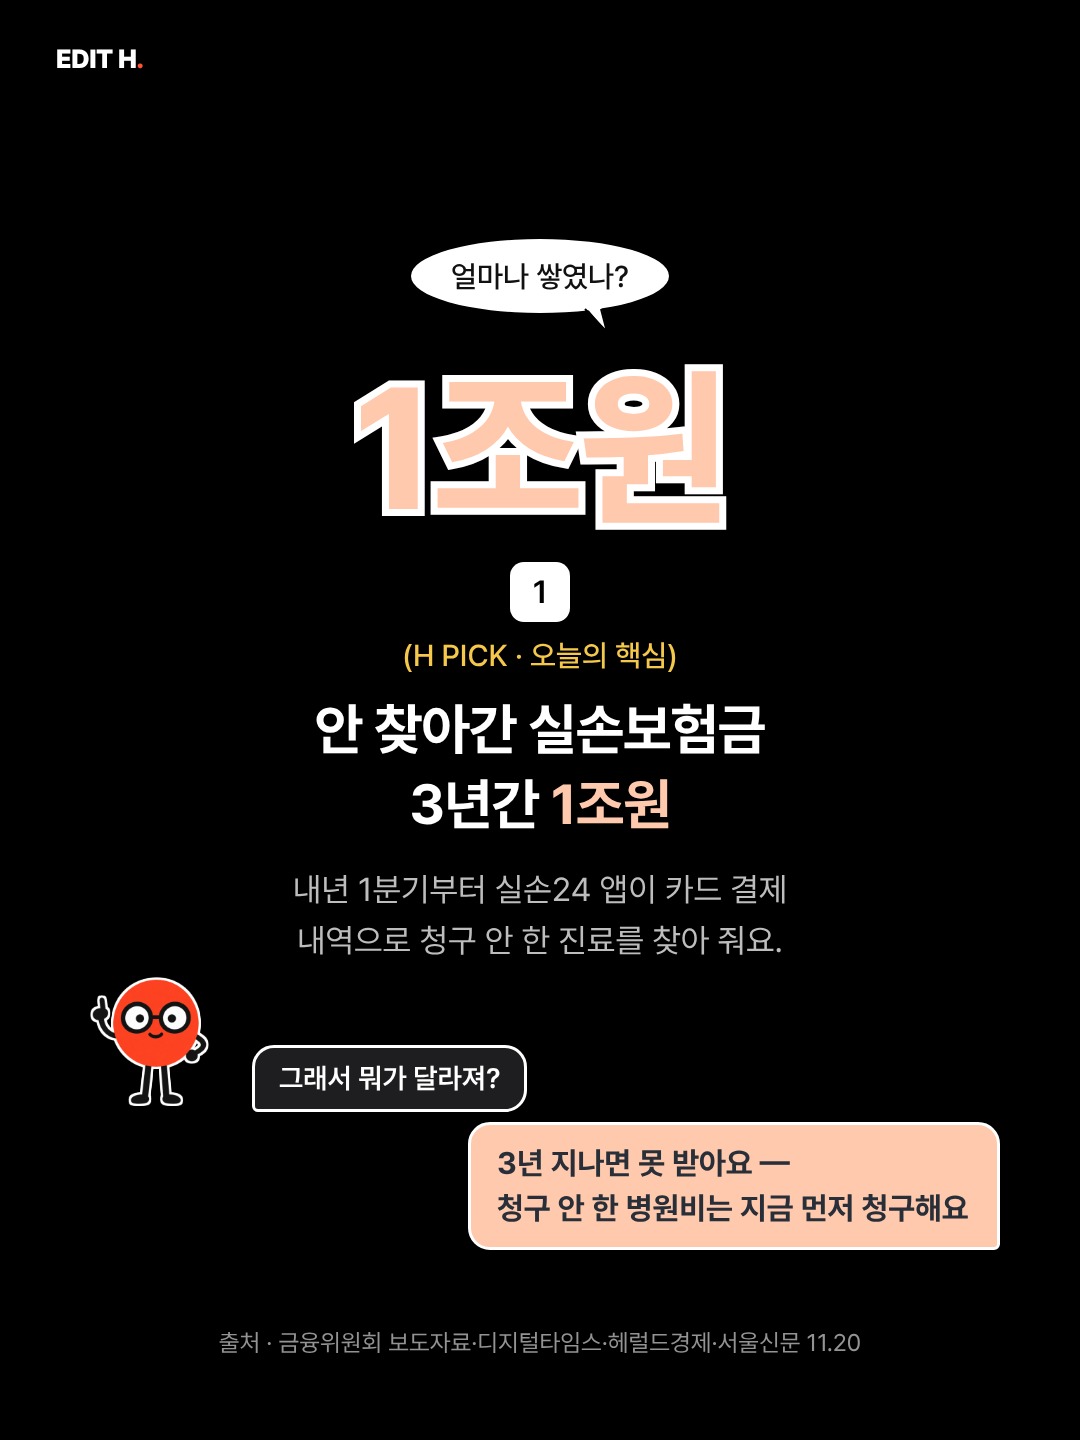 EDIT H.
얼마나 쌓였나?
1조원
1
(H PICK · 오늘의 핵심)
안 찾아간 실손보험금
3년간 1조원
내년 1분기부터 실손24 앱이 카드 결제
내역으로 청구 안 한 진료를 찾아 줘요.
그래서 뭐가 달라져?
3년 지나면 못 받아요 —
청구 안 한 병원비는 지금 먼저 청구해요
출처 · 금융위원회 보도자료·디지털타임스·헤럴드경제·서울신문 11.20